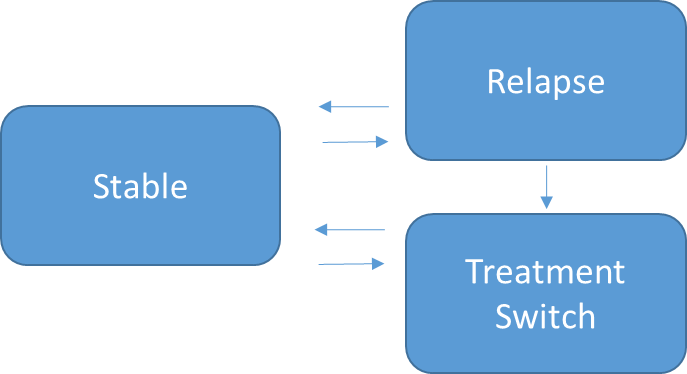 Relapse
Stable
Treatment
Switch